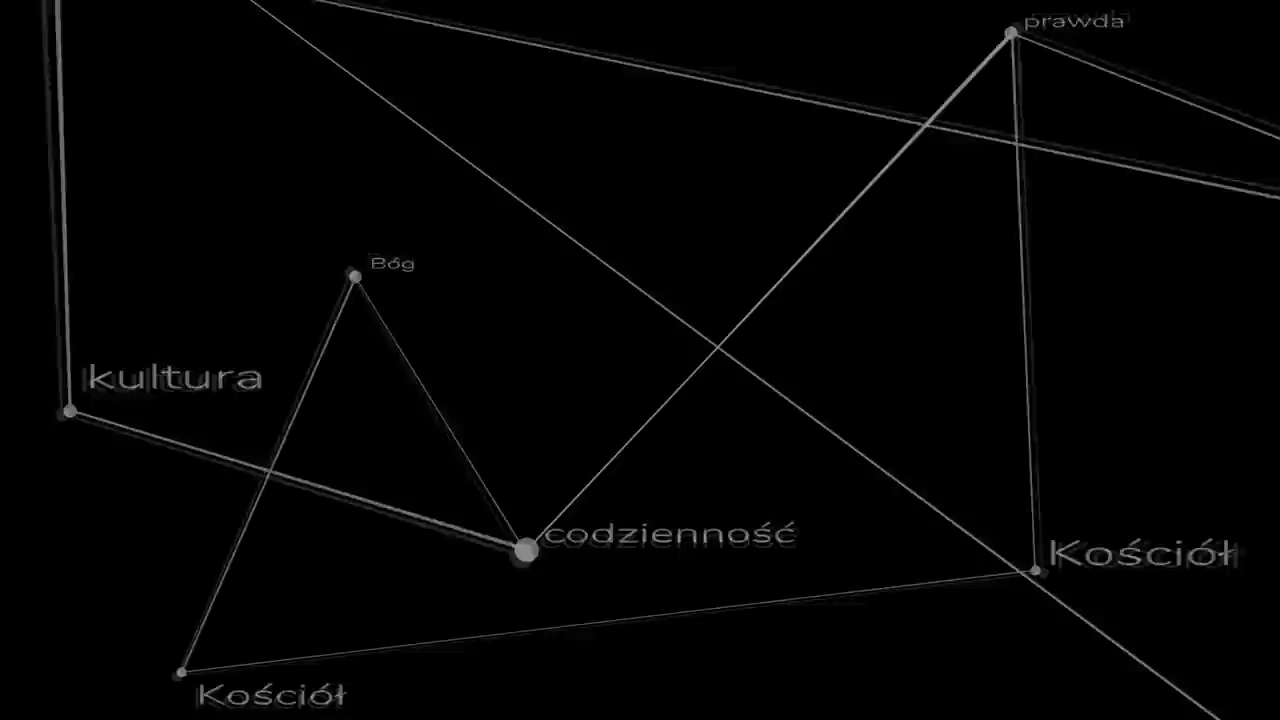 prawda
Bóg
kultura
codzienność
Kościół
Kościół